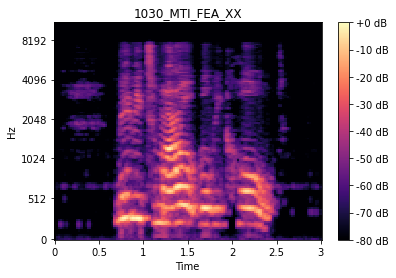 1030_MTI_FEA_XX
+0 dB
8192
-10 dB
4096
-20 dB
-30 dB
Hz
2048
-40 dB
1024
-50 dB
512
-60 dB
-70 dB
0
-80 dB
0 0.5 1 1.5 2 2.5 3
Time